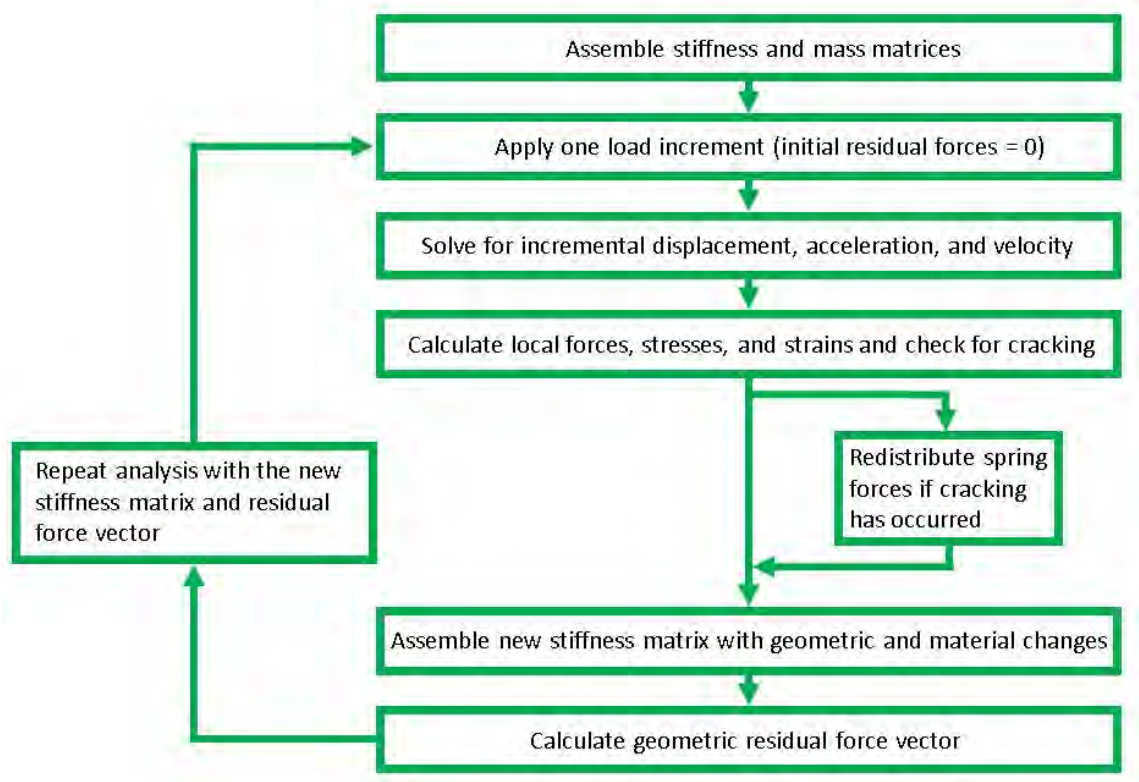 Assemble stiffness and mass matrices
Apply one load increment (initial residual forces = 0)
Solve for incremental displacement, acceleration, and velocity
Calculate local forces, stresses, and strains and check for cracking
Redistribute spring
forces if cracking
has occurred
Repeat analysis with the new
stiffness matrix and residual
force vector
Assemble new stiffness matrix with geometric and material changes
Calculate geometric residual force vector